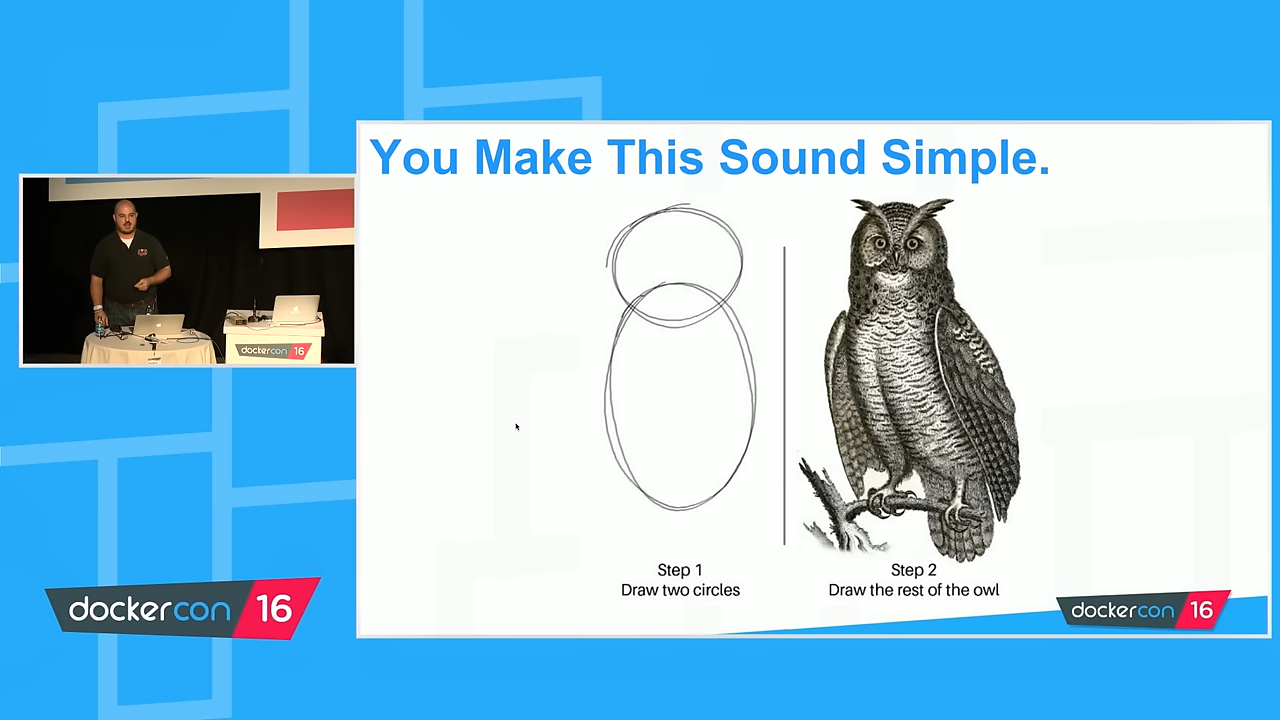 You Make This Sound Simple.
Step 1
Draw two circles
Step 2
Draw the rest of the owl
dockercon 16
dockercon 16
dockercon 16